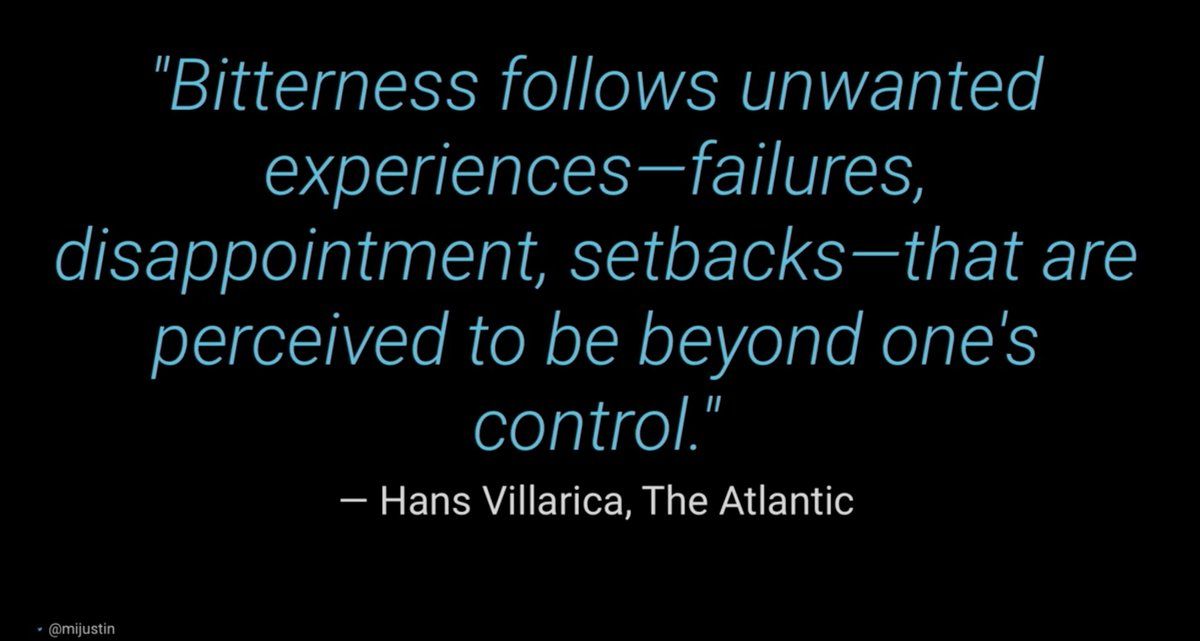 "Bitterness follows unwanted
experiences—failures,
disappointment, setbacks—that are
perceived to be beyond one's
control."
— Hans Villarica, The Atlantic
@mijustin